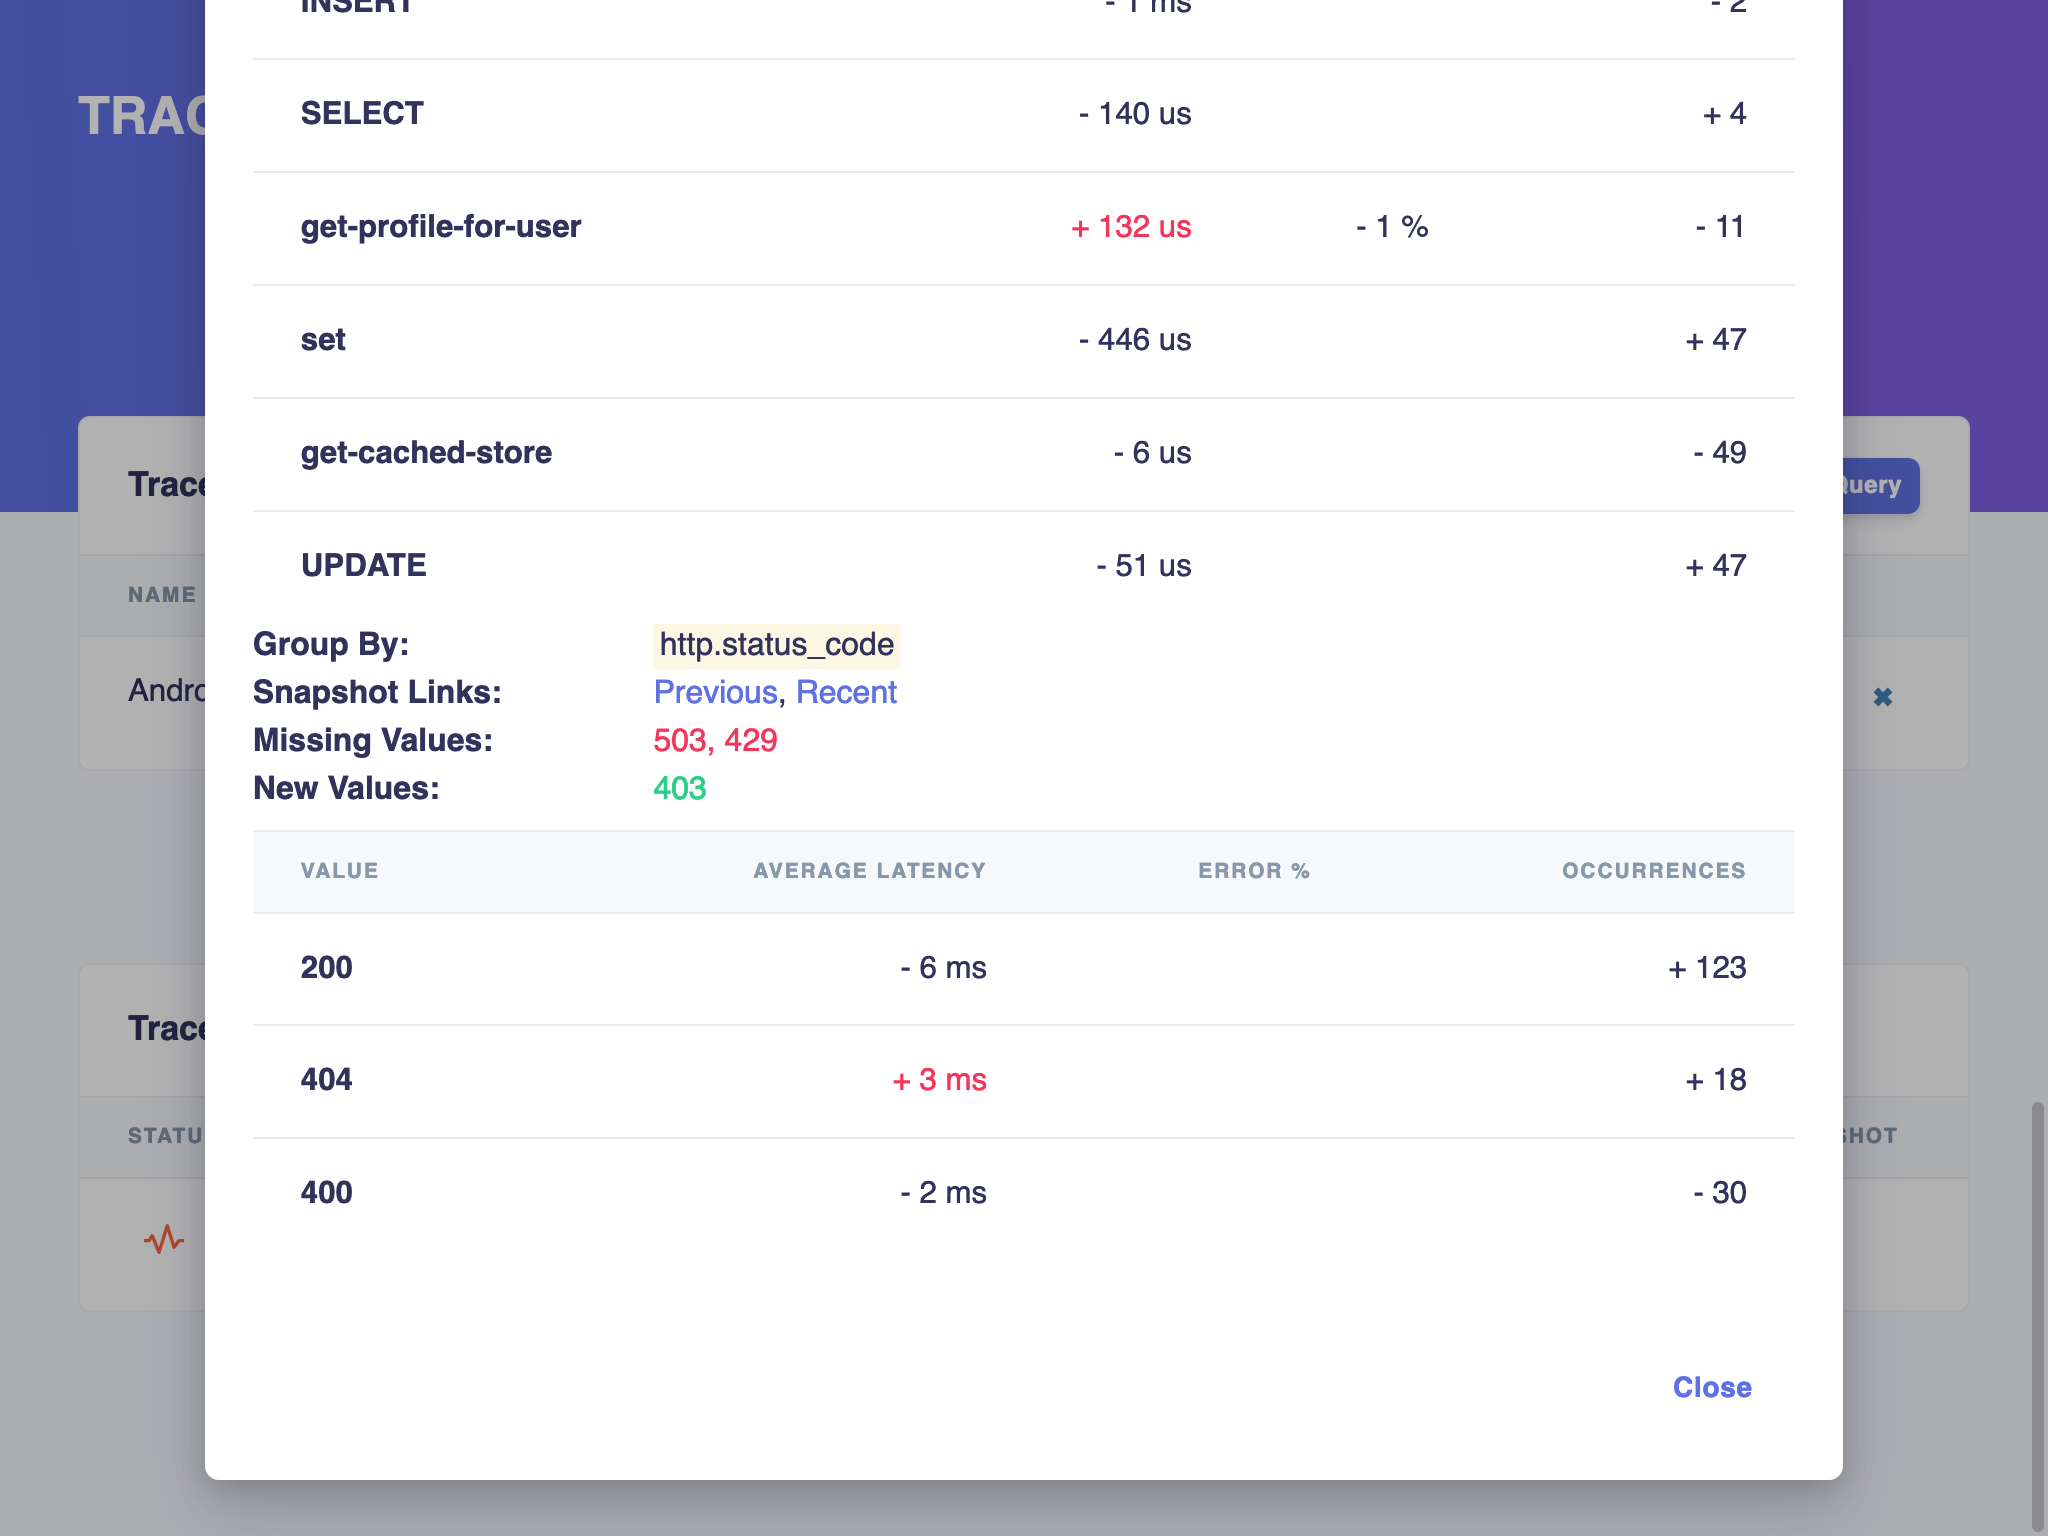 INSERT - 1 ms - 2
SELECT - 140 us + 4
get-profile-for-user + 132 us - 1 % - 11
set - 446 us + 47
get-cached-store - 6 us - 49
UPDATE - 51 us + 47
Group By: http.status_code
Snapshot Links: Previous, Recent
Missing Values: 503, 429
New Values: 403
VALUE AVERAGE LATENCY ERROR % OCCURRENCES
200 - 6 ms + 123
404 + 3 ms + 18
400 - 2 ms - 30
Close
TRAC
Trace
Query
NAME
Andro
Trace
STATU
SHOT